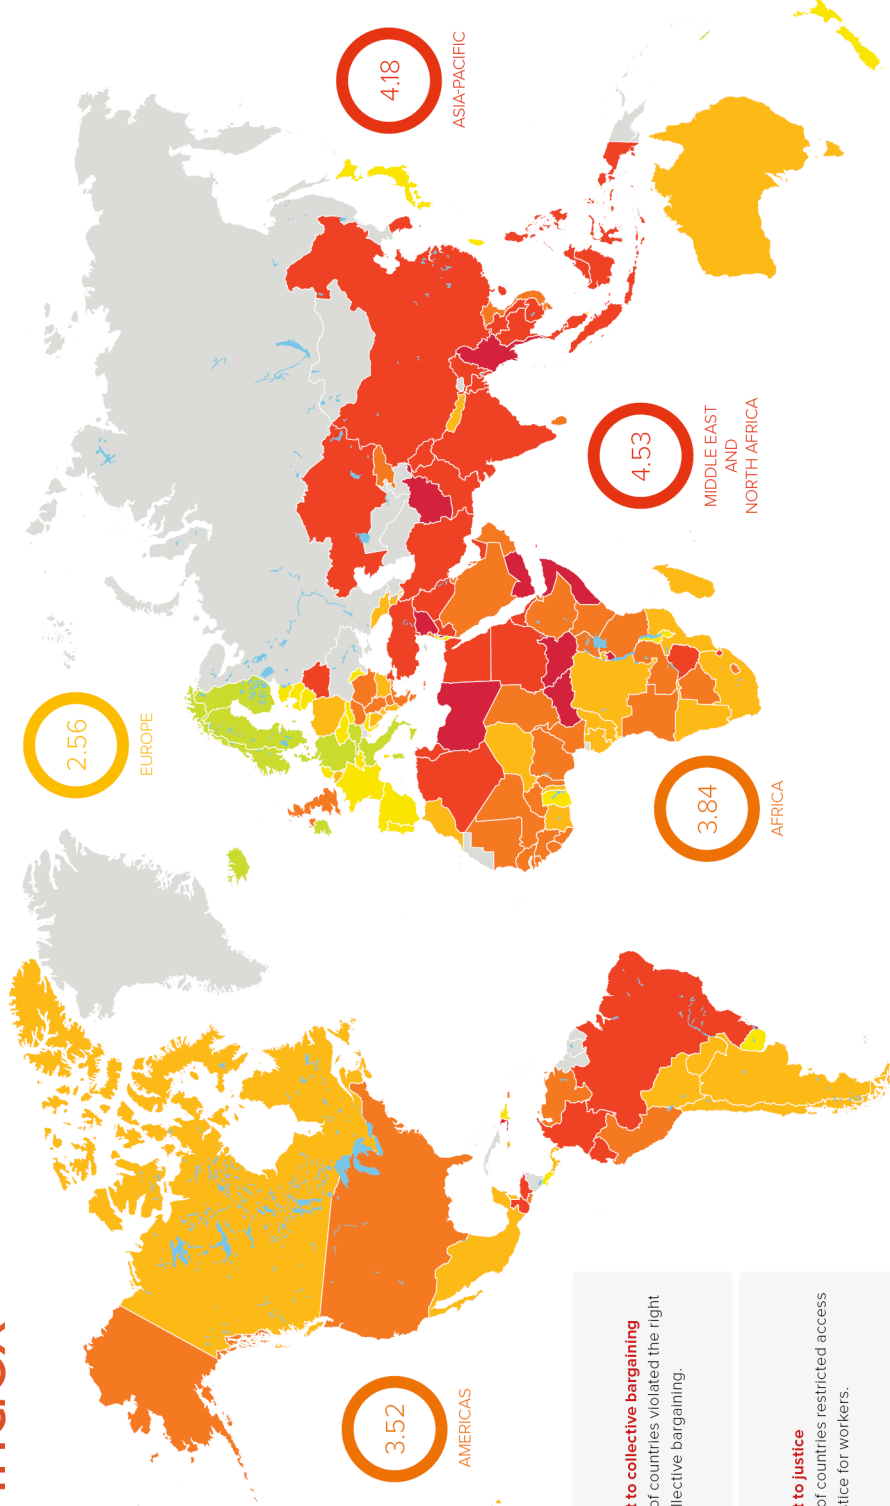 2.56
EUROPE
4.18
ASIA-PACIFIC
3.52
AMERICAS
4.53
MIDDLE EAST
AND
NORTH AFRICA
3.84
AFRICA
t to collective bargaining
of countries violated the right
llective bargaining.
t to justice
of countries restricted access
tice for workers.